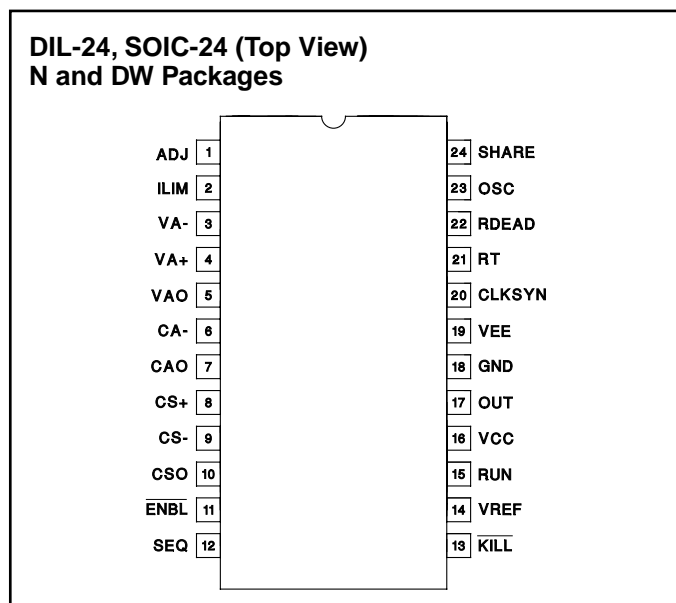 DIL-24, SOIC-24 (Top View)
N and DW Packages
ADJ 1
ILIM 2
VA- 3
VA+ 4
VAO 5
CA- 6
CAO 7
CS+ 8
CS- 9
CSO 10
ENBL 11
SEQ 12
24 SHARE
23 OSC
22 RDEAD
21 RT
20 CLKSYN
19 VEE
18 GND
17 OUT
16 VCC
15 RUN
14 VREF
13 KILL